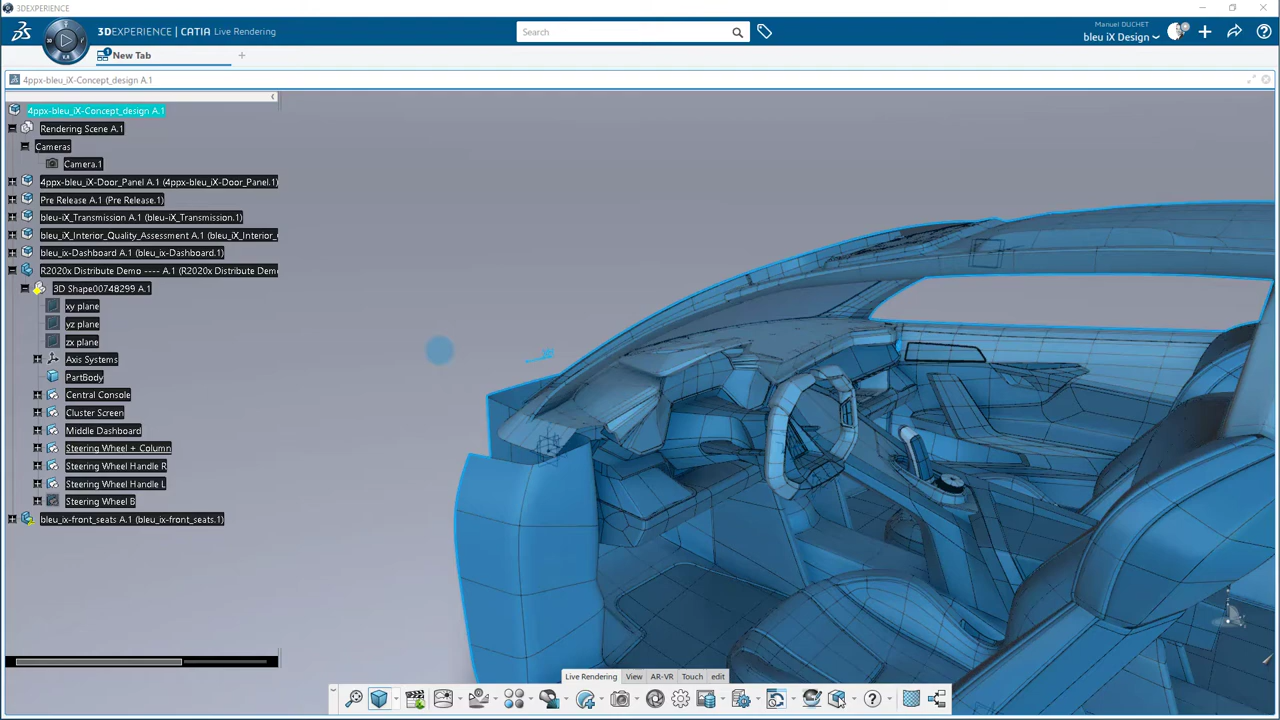 3DEXPERIENCE
3DEXPERIENCE | CATIA Live Rendering
Search
Manuel DUCHET
bleu iX Design
New Tab
4ppx-bleu_iX-Concept_design A.1
4ppx-bleu_iX-Concept_design A.1
Rendering Scene A.1
Cameras
Camera.1
4ppx-bleu_iX-Door_Panel A.1 (4ppx-bleu_iX-Door_Panel.1)
Pre Release A.1 (Pre Release.1)
bleu-iX_Transmission A.1 (bleu-iX_Transmission.1)
bleu_iX_Interior_Quality_Assessment A.1 (bleu_iX_Interior_
bleu_ix-Dashboard A.1 (bleu_ix-Dashboard.1)
R2020x Distribute Demo ---- A.1 (R2020x Distribute Demo
3D Shape00748299 A.1
xy plane
yz plane
zx plane
Axis Systems
PartBody
Central Console
Cluster Screen
Middle Dashboard
Steering Wheel + Column
Steering Wheel Handle R
Steering Wheel Handle L
Steering Wheel B
bleu_ix-front_seats A.1 (bleu_ix-front_seats.1)
Live Rendering View AR-VR Touch edit